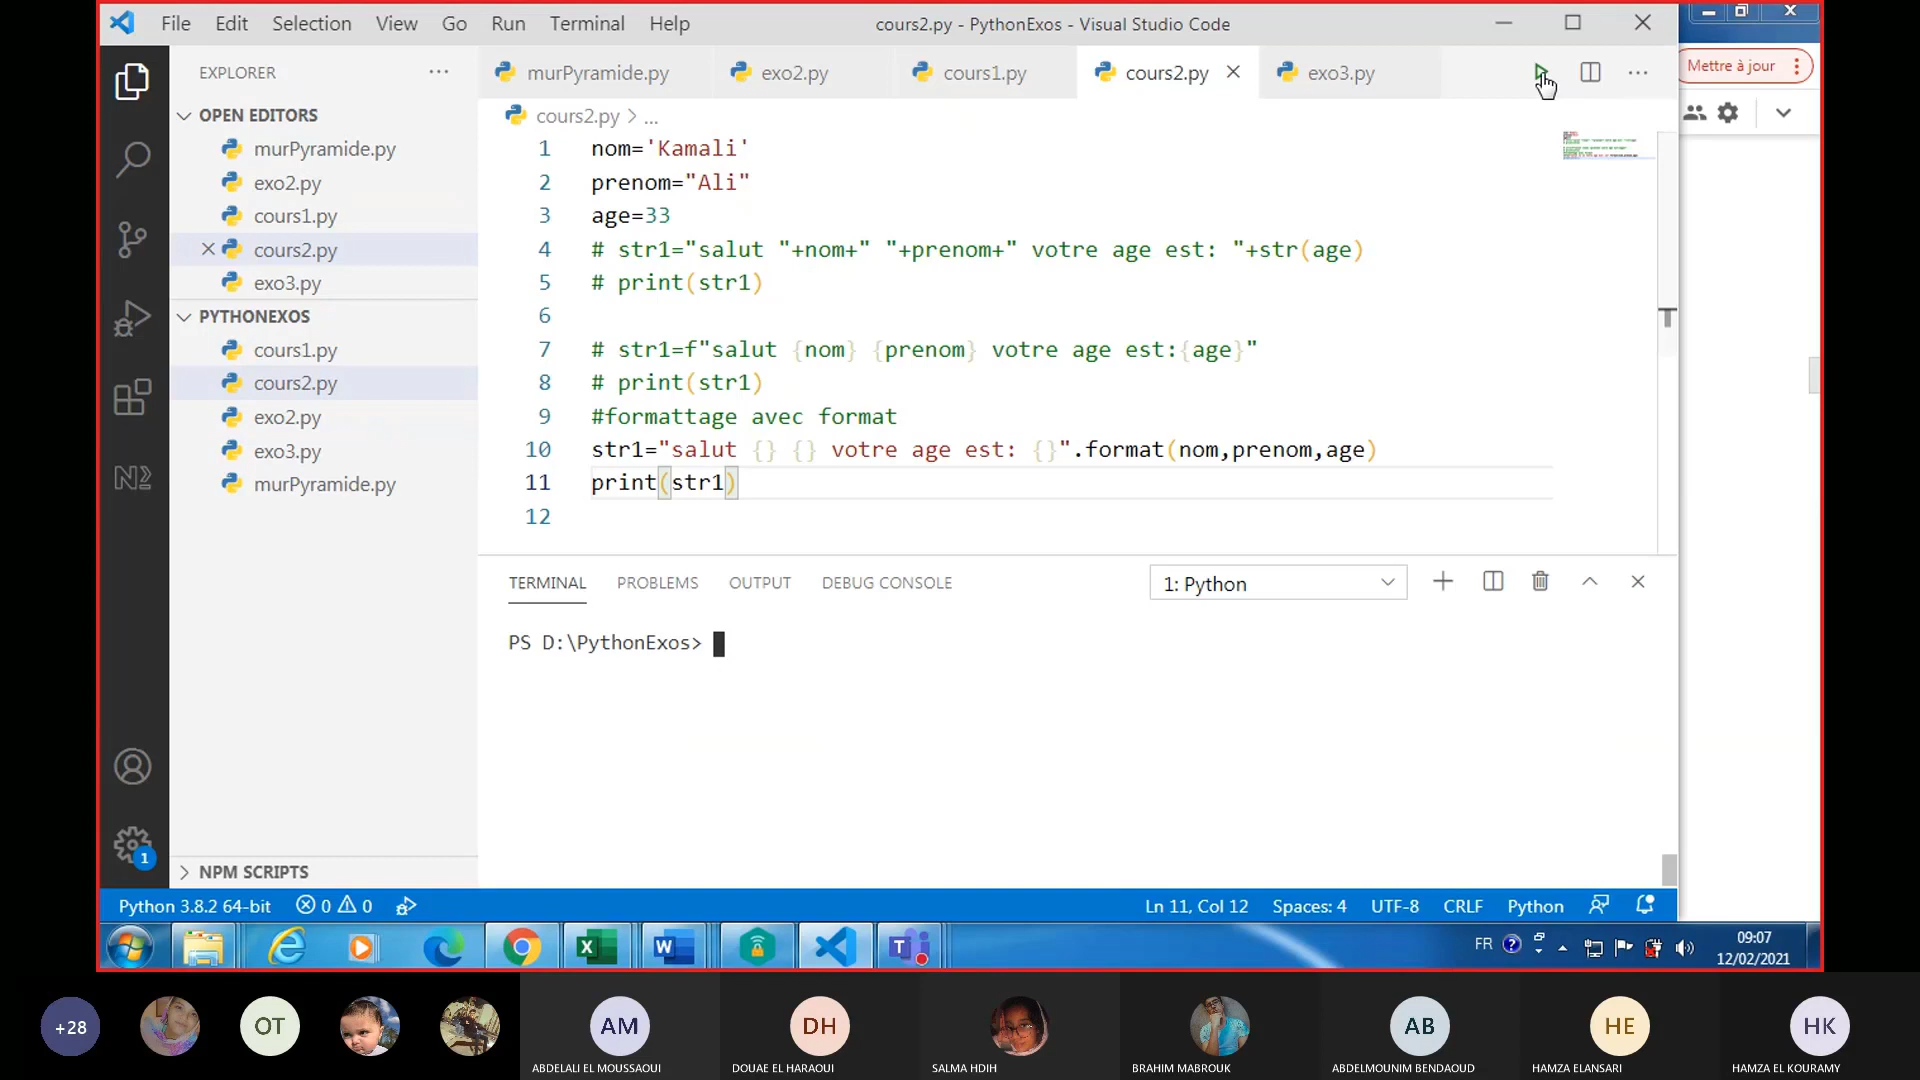 File Edit Selection View Go Run Terminal Help
cours2.py - PythonExos - Visual Studio Code
Mettre à jour
EXPLORER
OPEN EDITORS
murPyramide.py
exo2.py
cours1.py
cours2.py
exo3.py
PYTHONEXOS
cours1.py
cours2.py
exo2.py
exo3.py
murPyramide.py
NPM SCRIPTS
murPyramide.py exo2.py cours1.py cours2.py exo3.py
cours2.py > ...
1 nom='Kamali'
2 prenom="Ali"
3 age=33
4 # str1="salut "+nom+" "+prenom+" votre age est: "+str(age)
5 # print(str1)
6
7 # str1=f"salut {nom} {prenom} votre age est:{age}"
8 # print(str1)
9 #formattage avec format
10 str1="salut {} {} votre age est: {}".format(nom,prenom,age)
11 print(str1)
12
TERMINAL PROBLEMS OUTPUT DEBUG CONSOLE
1: Python
PS D:\PythonExos>
1
Python 3.8.2 64-bit 0 0
Ln 11, Col 12 Spaces: 4 UTF-8 CRLF Python
FR
09:07
12/02/2021
+28
OT
AM
DH
AB
HE
HK
ABDELALI EL MOUSSAOUI
DOUAE EL HARAOUI
SALMA HDIH
BRAHIM MABROUK
ABDELMOUNIM BENDAOUD
HAMZA ELANSARI
HAMZA EL KOURAMY